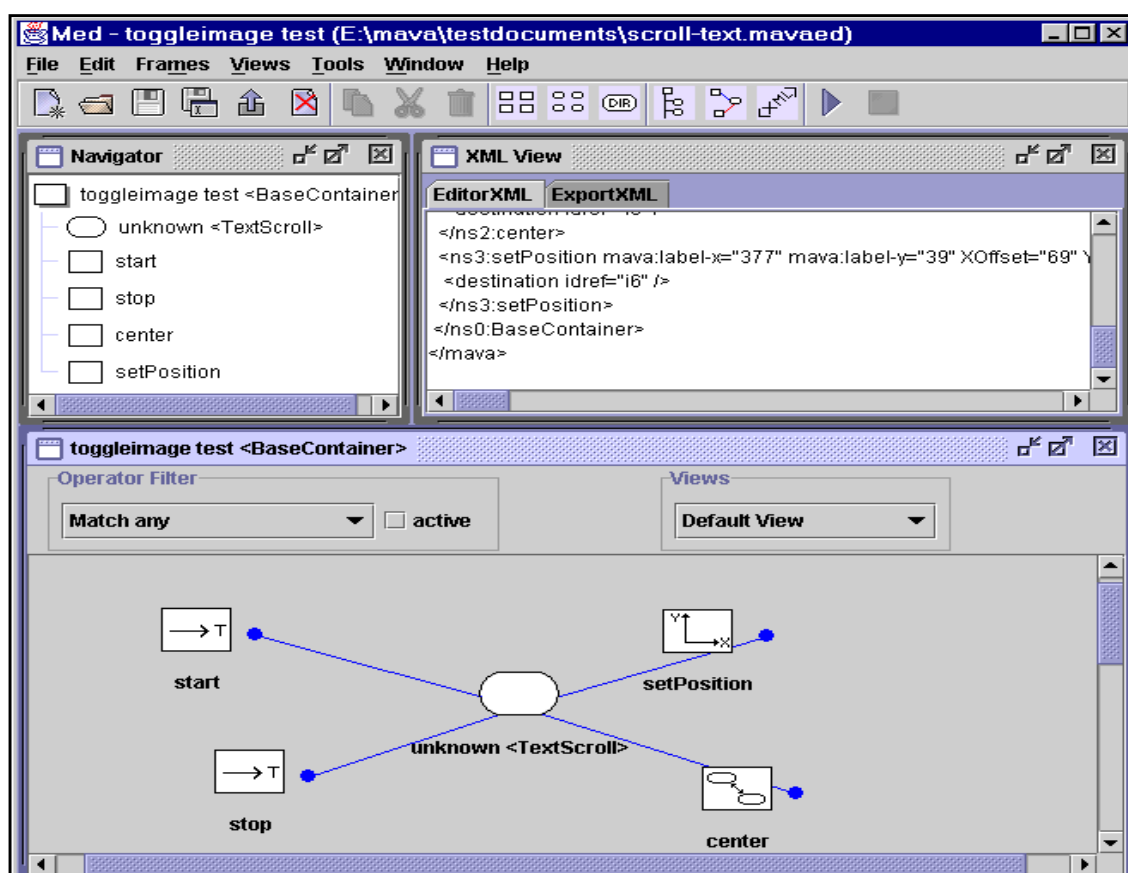 Med - toggleimage test (E:\mava\testdocuments\scroll-text.mavaed)
File Edit Frames Views Tools Window Help
DIR
Navigator
toggleimage test <BaseContainer
unknown <TextScroll>
start
stop
center
setPosition
XML View
EditorXML ExportXML
</ns2:center>
<ns3:setPosition mava:label-x="377" mava:label-y="39" XOffset="69"
<destination idref="i6" />
</ns3:setPosition>
</ns0:BaseContainer>
</mava>
toggleimage test <BaseContainer>
Operator Filter
Match any
active
Views
Default View
T
start
Y
X
setPosition
unknown <TextScroll>
T
stop
center